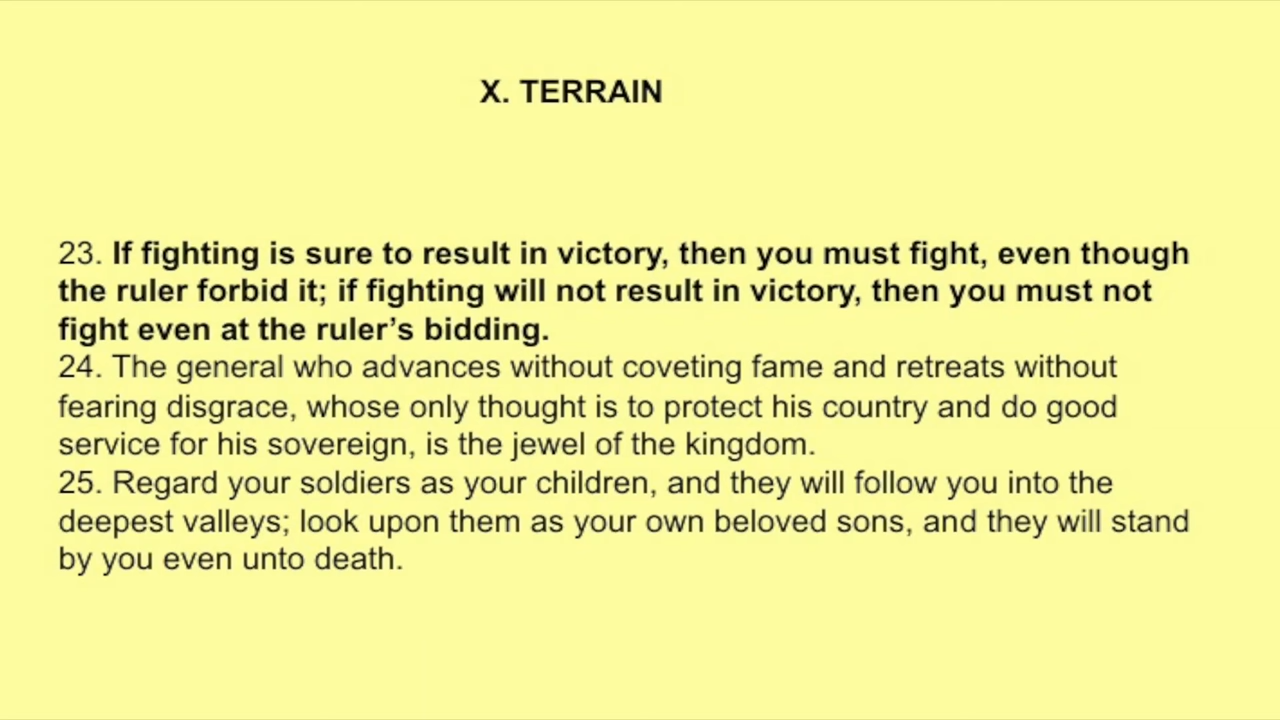 X. TERRAIN
23. If fighting is sure to result in victory, then you must fight, even though
the ruler forbid it; if fighting will not result in victory, then you must not
fight even at the ruler’s bidding.
24. The general who advances without coveting fame and retreats without
fearing disgrace, whose only thought is to protect his country and do good
service for his sovereign, is the jewel of the kingdom.
25. Regard your soldiers as your children, and they will follow you into the
deepest valleys; look upon them as your own beloved sons, and they will stand
by you even unto death.